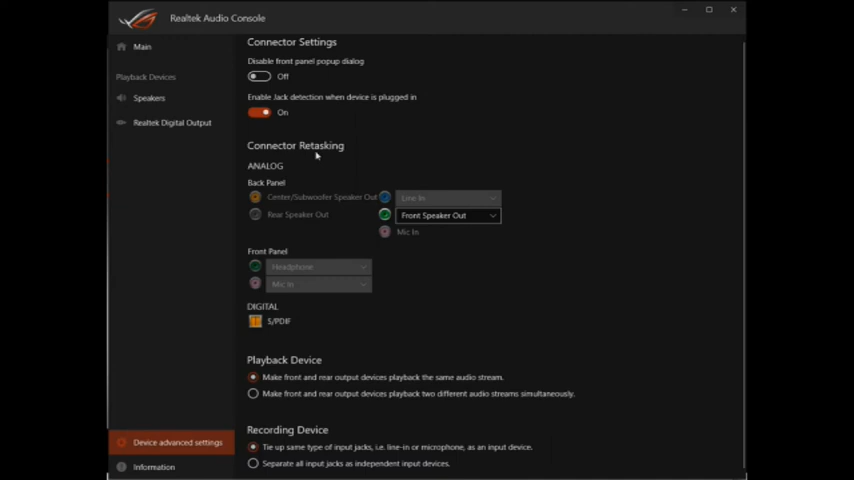 Realtek Audio Console
Main
Playback Devices
Speakers
Realtek Digital Output
Device advanced settings
Information
Connector Settings
Disable front panel popup dialog
Off
Enable Jack detection when device is plugged in
On
Connector Retasking
ANALOG
Back Panel
Center/Subwoofer Speaker Out
Line In
Rear Speaker Out
Front Speaker Out
Mic In
Front Panel
Headphone
Mic In
DIGITAL
S/PDIF
Playback Device
Make front and rear output devices playback the same audio stream.
Make front and rear output devices playback two different audio streams simultaneously.
Recording Device
Tie up same type of input jacks, i.e. line-in or microphone, as an input device.
Separate all input jacks as independent input devices.